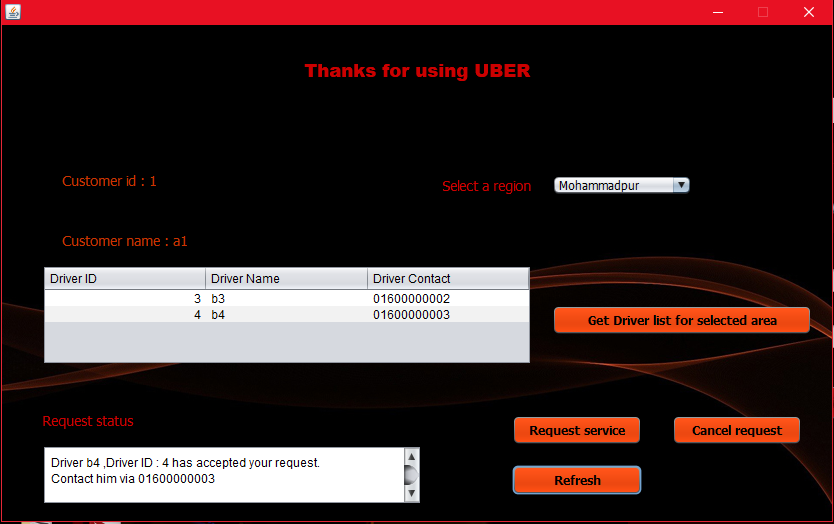 Thanks for using UBER
Customer id : 1
Select a region
Mohammadpur
Customer name : a1
Driver ID Driver Name Driver Contact
3 b3 01600000002
4 b4 01600000003
Get Driver list for selected area
Request status
Request service
Cancel request
Driver b4 ,Driver ID : 4 has accepted your request.
Contact him via 01600000003
Refresh